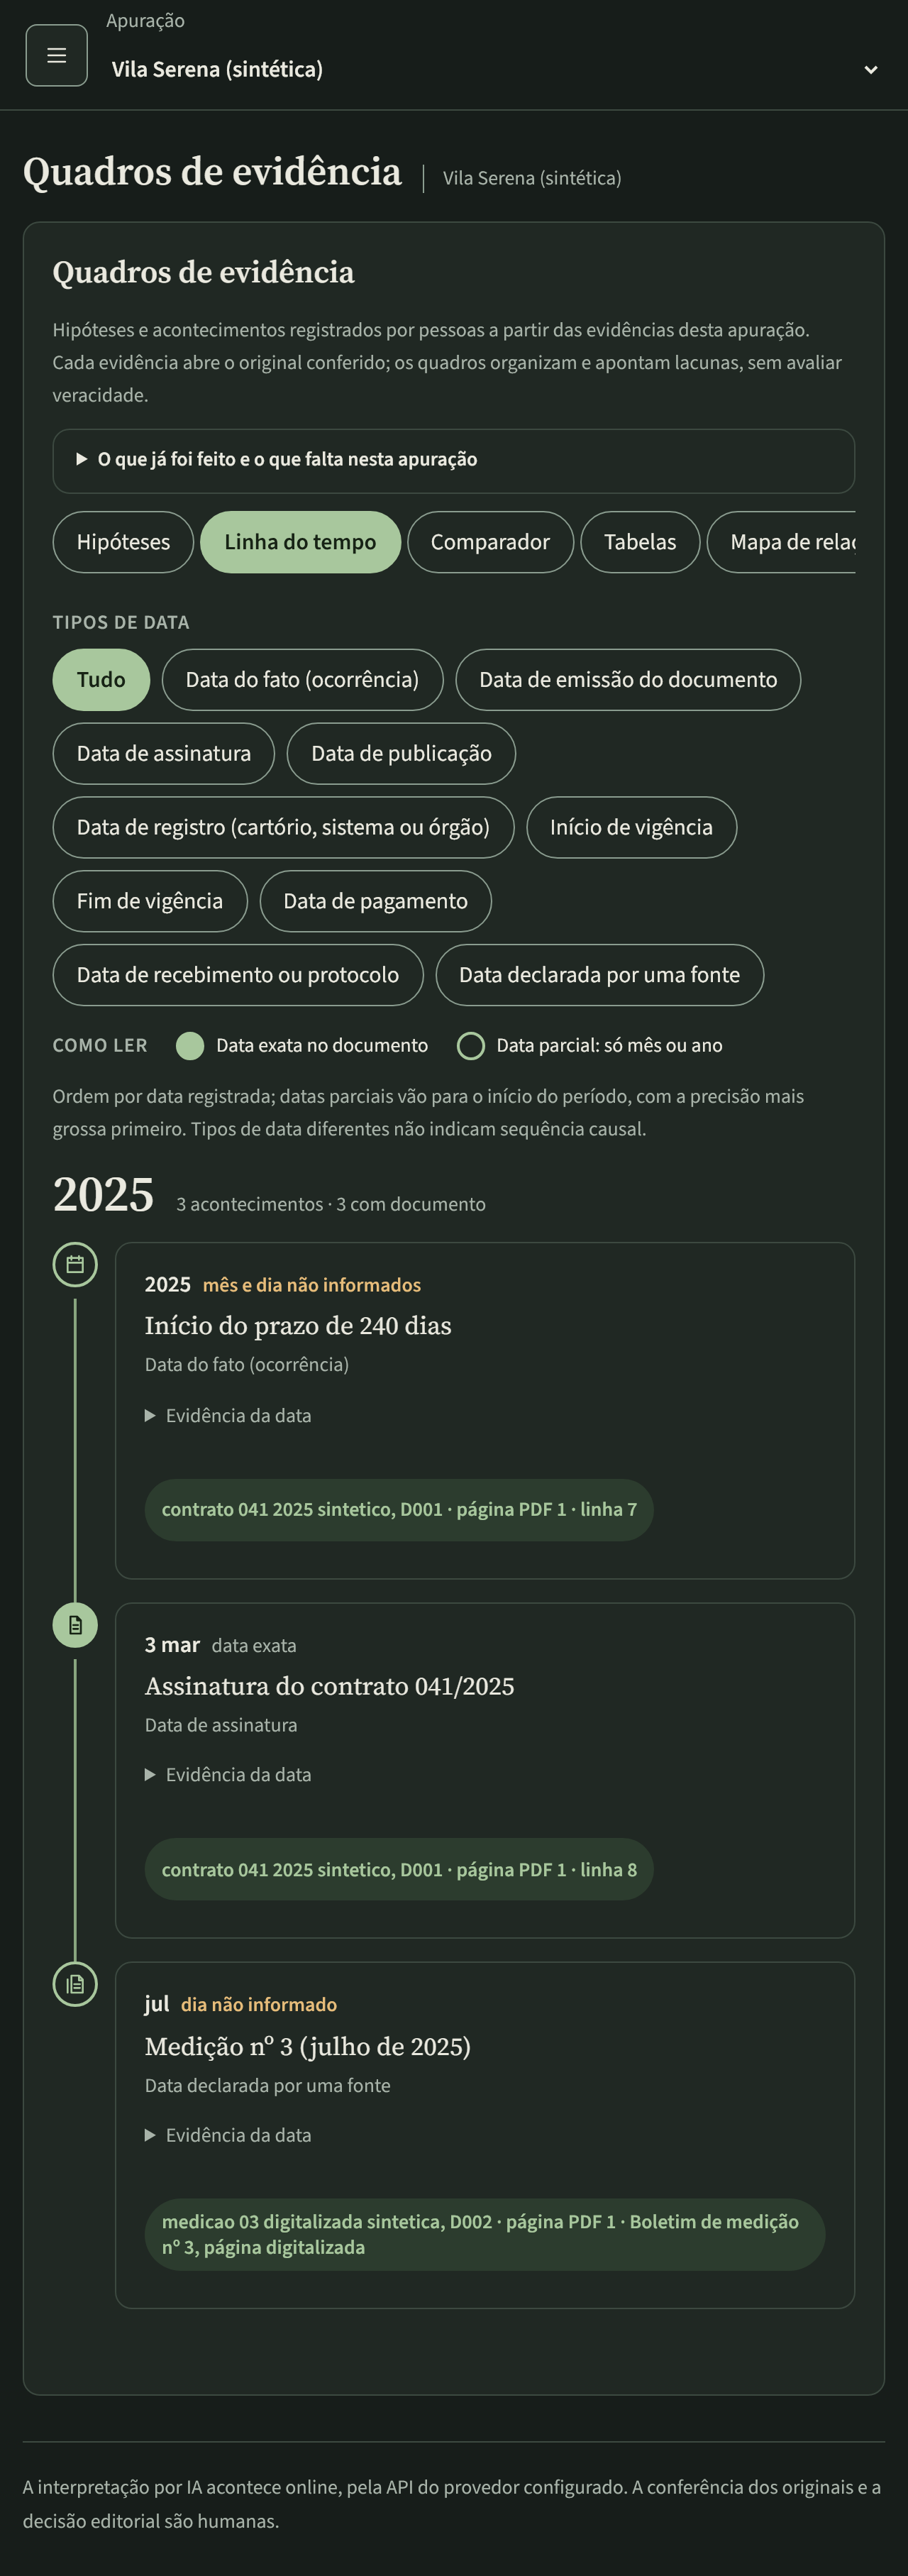 Apuração
Vila Serena (sintética)
Quadros de evidência | Vila Serena (sintética)
Quadros de evidência
Hipóteses e acontecimentos registrados por pessoas a partir das evidências desta apuração.
Cada evidência abre o original conferido; os quadros organizam e apontam lacunas, sem avaliar
veracidade.
O que já foi feito e o que falta nesta apuração
Hipóteses Linha do tempo Comparador Tabelas Mapa de relaç
TIPOS DE DATA
Tudo Data do fato (ocorrência) Data de emissão do documento
Data de assinatura Data de publicação
Data de registro (cartório, sistema ou órgão) Início de vigência
Fim de vigência Data de pagamento
Data de recebimento ou protocolo Data declarada por uma fonte
COMO LER Data exata no documento Data parcial: só mês ou ano
Ordem por data registrada; datas parciais vão para o início do período, com a precisão mais
grossa primeiro. Tipos de data diferentes não indicam sequência causal.
2025 3 acontecimentos · 3 com documento
2025 mês e dia não informados
Início do prazo de 240 dias
Data do fato (ocorrência)
Evidência da data
contrato 041 2025 sintetico, D001 · página PDF 1 · linha 7
3 mar data exata
Assinatura do contrato 041/2025
Data de assinatura
Evidência da data
contrato 041 2025 sintetico, D001 · página PDF 1 · linha 8
jul dia não informado
Medição nº 3 (julho de 2025)
Data declarada por uma fonte
Evidência da data
medicao 03 digitalizada sintetica, D002 · página PDF 1 · Boletim de medição
nº 3, página digitalizada
A interpretação por IA acontece online, pela API do provedor configurado. A conferência dos originais e a
decisão editorial são humanas.